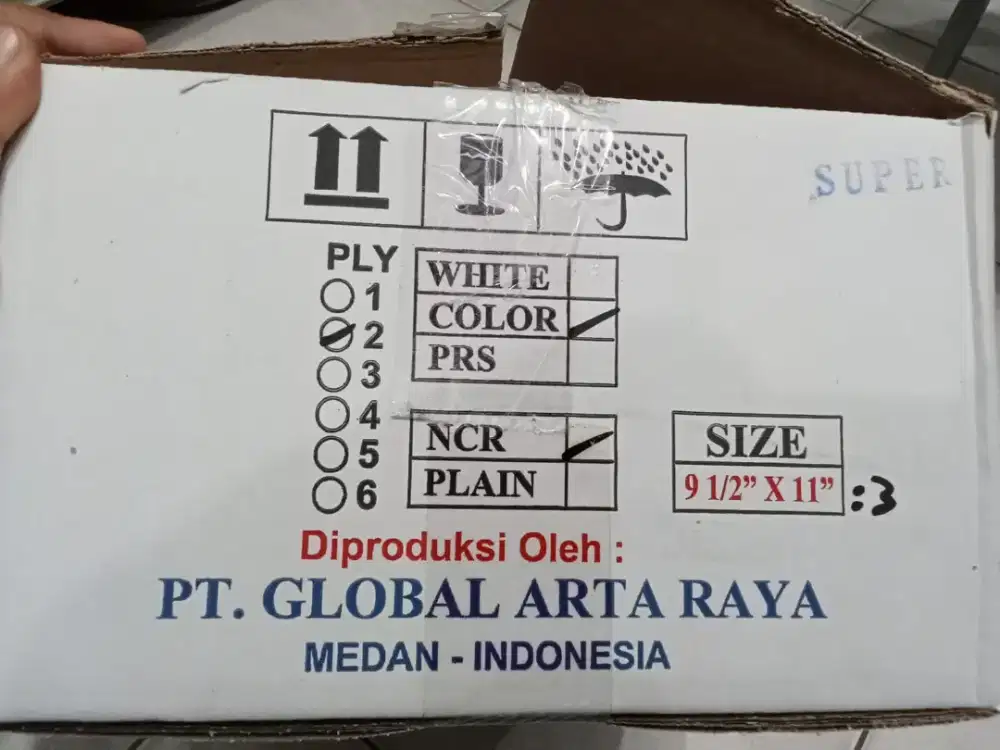 SUPER
PLY
1
2
3
4
5
6
WHITE
COLOR
PRS
NCR
PLAIN
SIZE
9 1/2” X 11” :3
Diproduksi Oleh :
PT. GLOBAL ARTA RAYA
MEDAN - INDONESIA